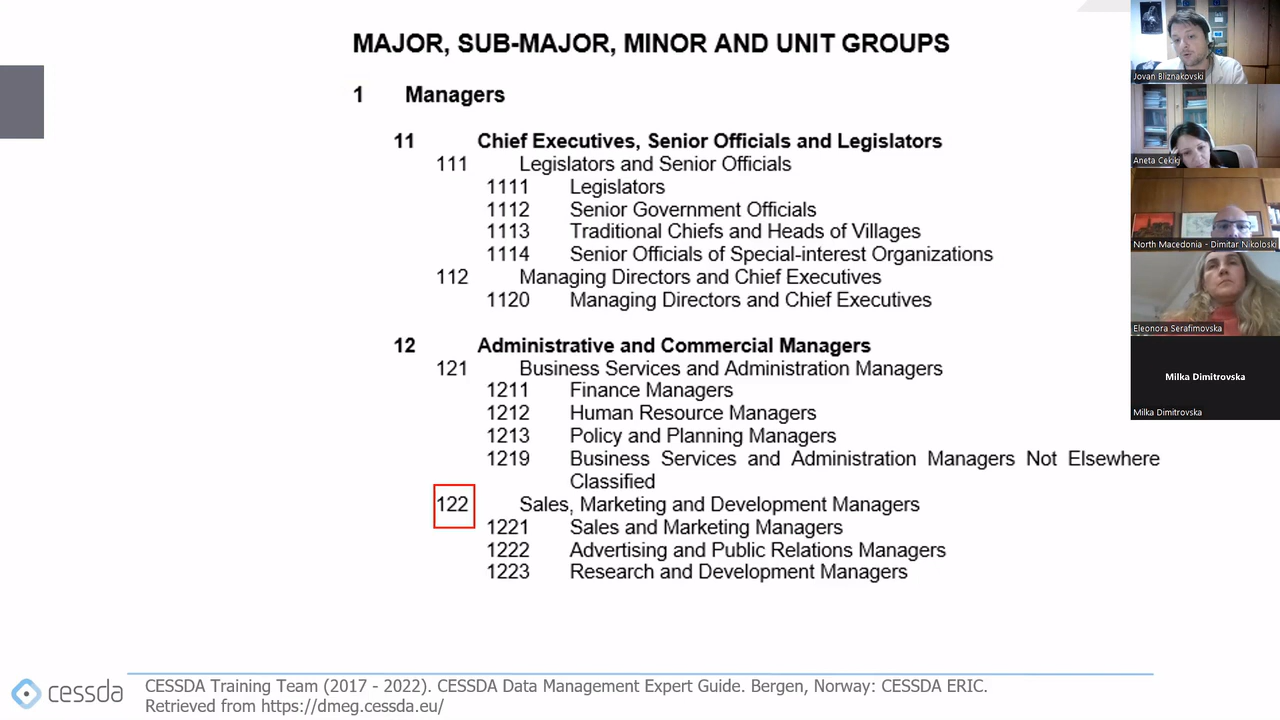 MAJOR, SUB-MAJOR, MINOR AND UNIT GROUPS
1 Managers
11 Chief Executives, Senior Officials and Legislators
111 Legislators and Senior Officials
1111 Legislators
1112 Senior Government Officials
1113 Traditional Chiefs and Heads of Villages
1114 Senior Officials of Special-interest Organizations
112 Managing Directors and Chief Executives
1120 Managing Directors and Chief Executives
12 Administrative and Commercial Managers
121 Business Services and Administration Managers
1211 Finance Managers
1212 Human Resource Managers
1213 Policy and Planning Managers
1219 Business Services and Administration Managers Not Elsewhere
Classified
122 Sales, Marketing and Development Managers
1221 Sales and Marketing Managers
1222 Advertising and Public Relations Managers
1223 Research and Development Managers
cessda
CESSDA Training Team (2017 - 2022). CESSDA Data Management Expert Guide. Bergen, Norway: CESSDA ERIC.
Retrieved from https://dmeg.cessda.eu/
Jovan Bliznakovski
Aneta Cekikj
North Macedonia - Dimitar Nikoloski
Eleonora Serafimovska
Milka Dimitrovska
Milka Dimitrovska